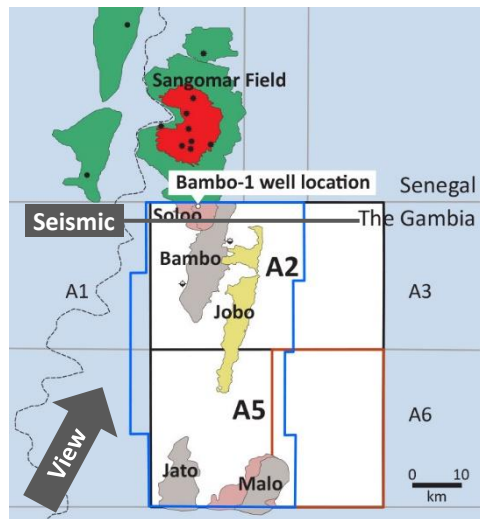 Sangomar Field
Bambo-1 well location
Senegal
Seismic
The Gambia
Soloo
Bambo
A2
A1
A3
Jobo
A5
A6
View
Jato
Malo
0 10
km